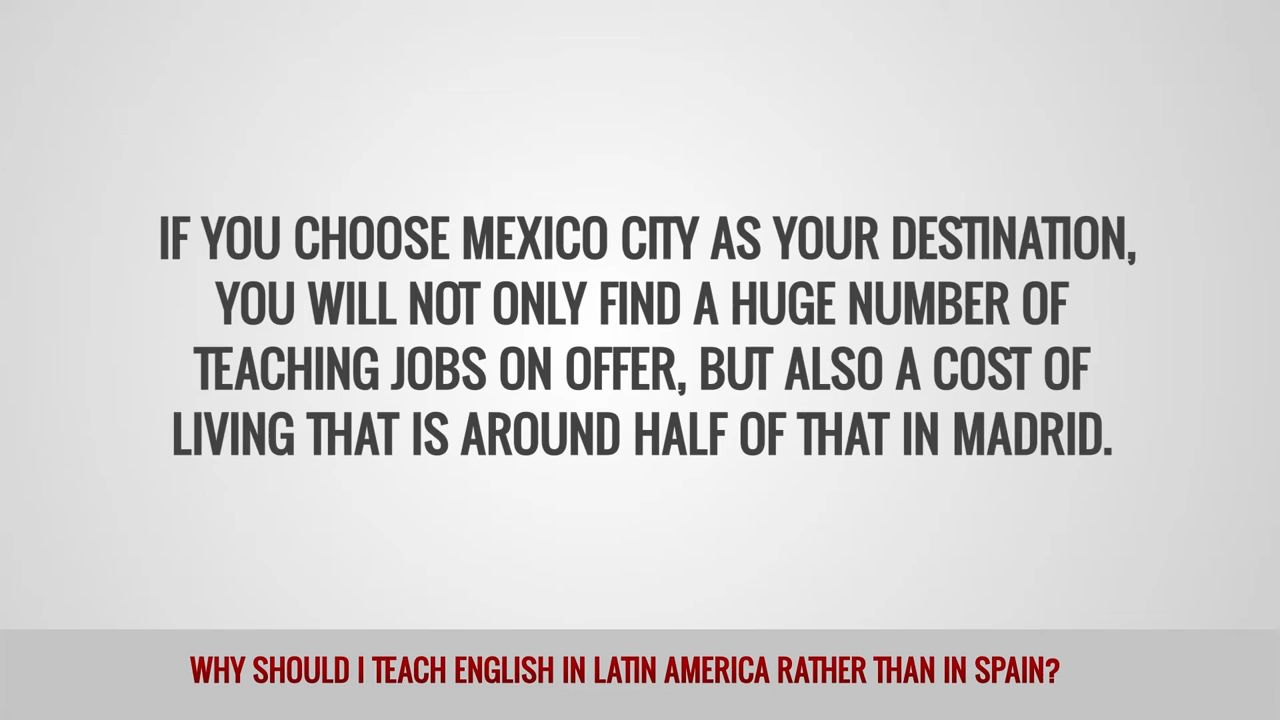 IF YOU CHOOSE MEXICO CITY AS YOUR DESTINATION,
YOU WILL NOT ONLY FIND A HUGE NUMBER OF
TEACHING JOBS ON OFFER, BUT ALSO A COST OF
LIVING THAT IS AROUND HALF OF THAT IN MADRID.
WHY SHOULD I TEACH ENGLISH IN LATIN AMERICA RATHER THAN IN SPAIN?